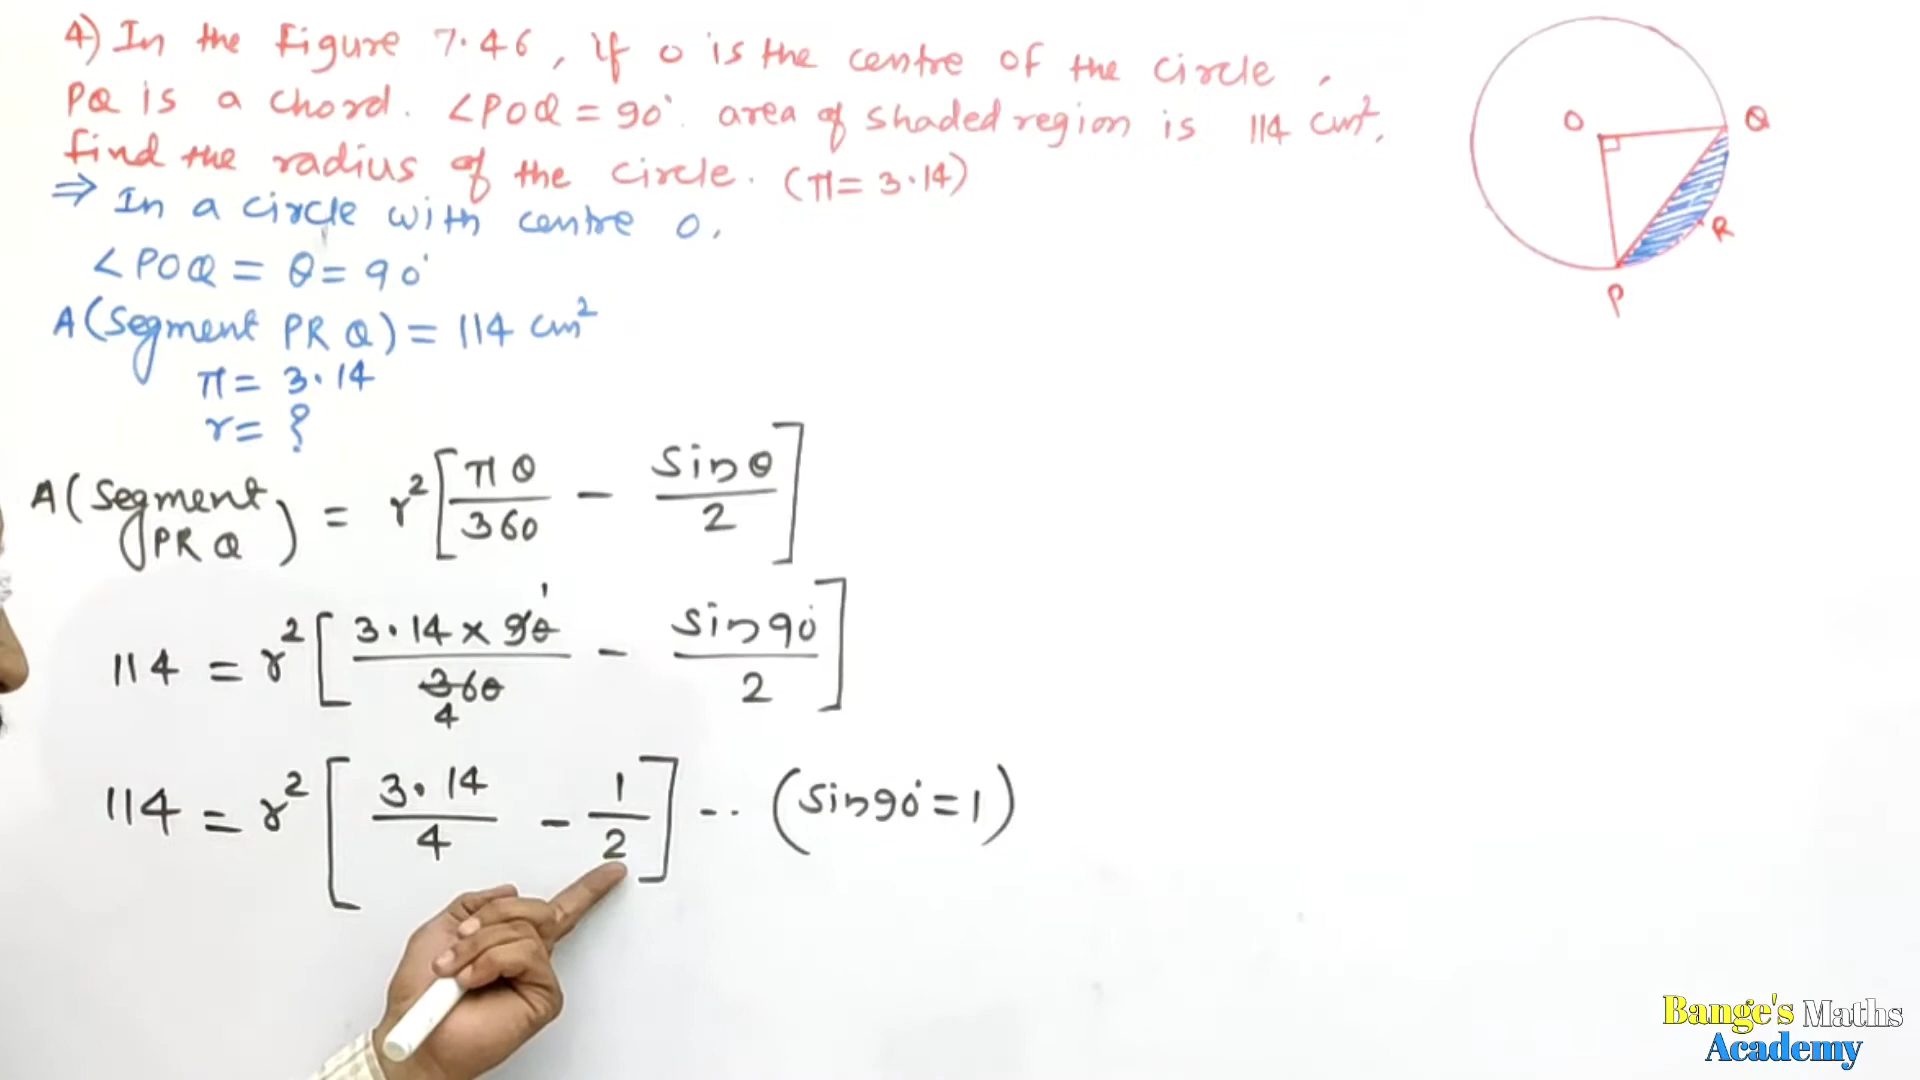 4) In the figure 7.46, if O is the centre of the circle,
PQ is a chord. ∠POQ = 90° area of shaded region is 114 cm².
find the radius of the circle. (π = 3.14)
⇒ In a circle with centre O,
∠POQ = θ = 90°
A(segment PRQ) = 114 cm²
π = 3.14
r = ?
A(segment PRQ) = r² [πθ/360 - sinθ/2]
114 = r² [3.14 × 90 1/360 4 - sin90°/2]
114 = r² [3.14/4 - 1/2] -·· (sin90° = 1)
O
Q
R
P
Bange's Maths
Academy